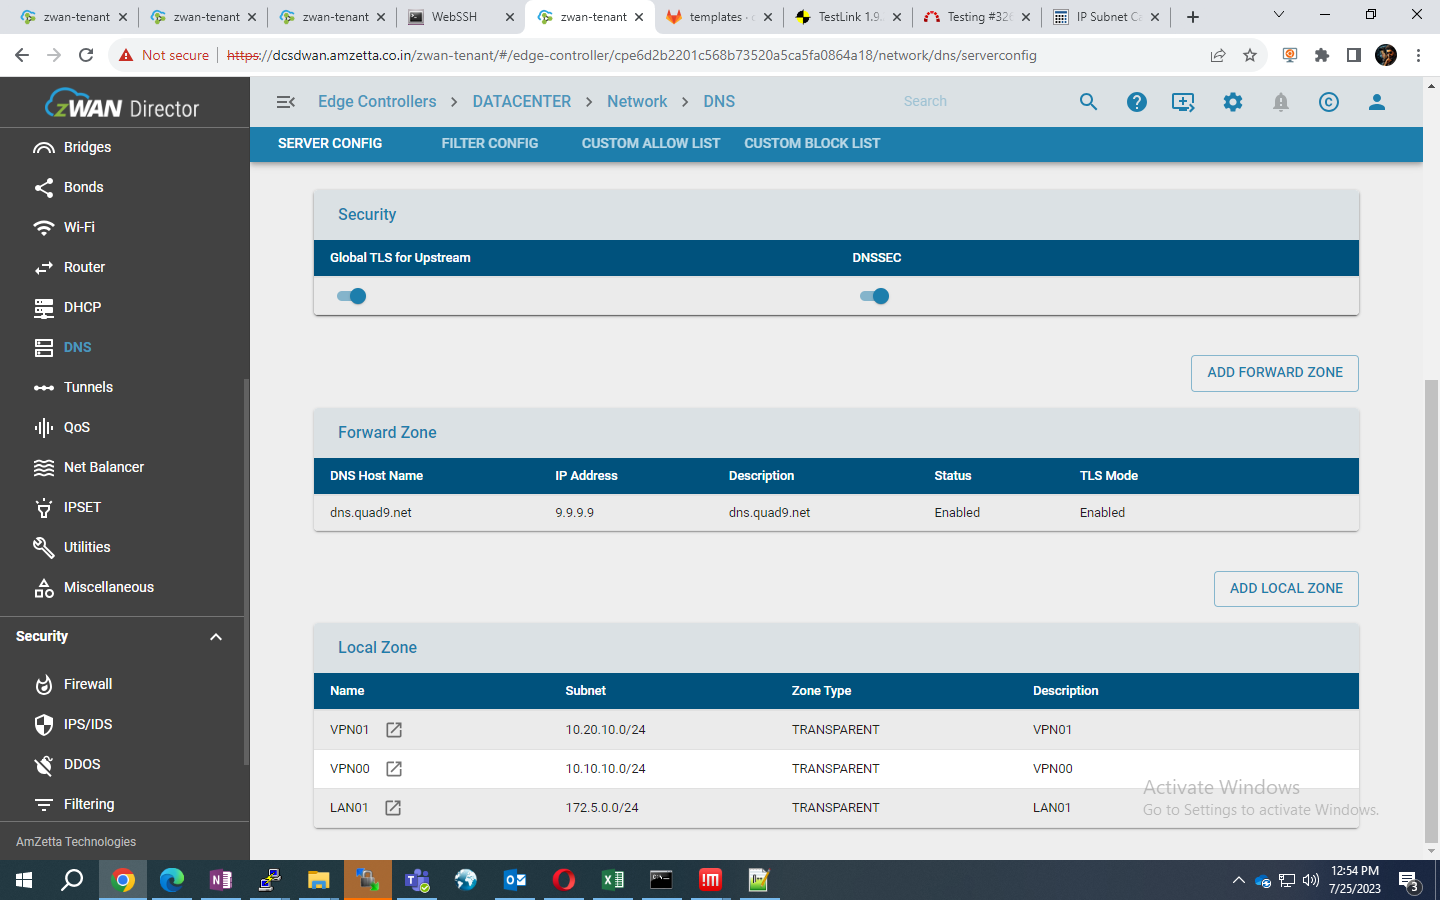 zwan-tenant
zwan-tenant
zwan-tenant
WebSSH
zwan-tenant
templates ·
TestLink 1.9.
Testing #326
IP Subnet Ca
Not secure
https://dcsdwan.amzetta.co.in/zwan-tenant/#/edge-controller/cpe6d2b2201c568b73520a5ca5fa0864a18/network/dns/serverconfig
zWAN Director
Edge Controllers > DATACENTER > Network > DNS
Search
SERVER CONFIG
FILTER CONFIG
CUSTOM ALLOW LIST
CUSTOM BLOCK LIST
Bridges
Bonds
Wi-Fi
Router
DHCP
DNS
Tunnels
QoS
Net Balancer
IPSET
Utilities
Miscellaneous
Security
Firewall
IPS/IDS
DDOS
Filtering
AmZetta Technologies
Security
Global TLS for Upstream
DNSSEC
ADD FORWARD ZONE
Forward Zone
DNS Host Name IP Address Description Status TLS Mode
dns.quad9.net 9.9.9.9 dns.quad9.net Enabled Enabled
ADD LOCAL ZONE
Local Zone
Name Subnet Zone Type Description
VPN01 10.20.10.0/24 TRANSPARENT VPN01
VPN00 10.10.10.0/24 TRANSPARENT VPN00
LAN01 172.5.0.0/24 TRANSPARENT LAN01
Activate Windows
Go to Settings to activate Windows.
12:54 PM
7/25/2023
3